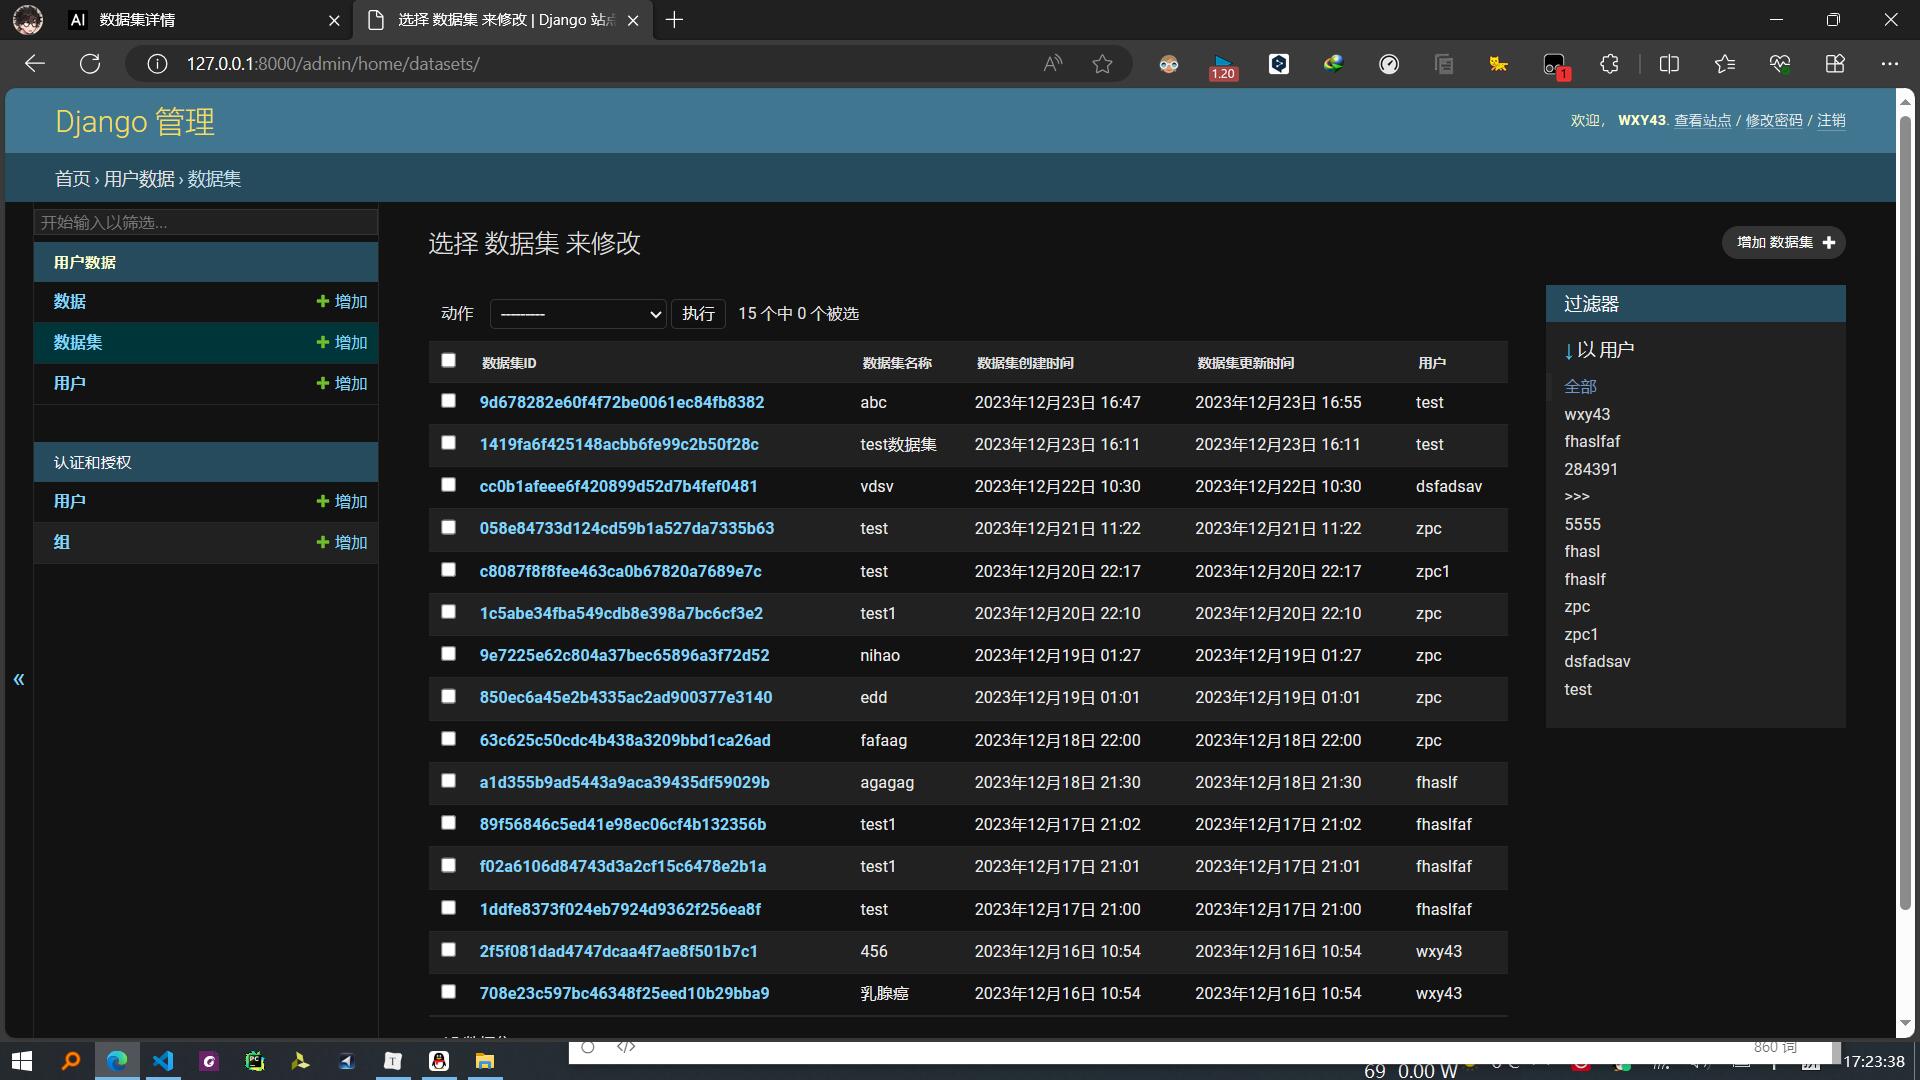 数据集详情
选择 数据集 来修改 | Django 站点
127.0.0.1:8000/admin/home/datasets/
1.20
1
Django 管理
欢迎， WXY43. 查看站点 / 修改密码 / 注销
首页 › 用户数据 › 数据集
开始输入以筛选...
用户数据
数据 增加
数据集 增加
用户 增加
认证和授权
用户 增加
组 增加
«
选择 数据集 来修改
增加 数据集
动作 --------- 执行 15 个中 0 个被选
数据集ID 数据集名称 数据集创建时间 数据集更新时间 用户
9d678282e60f4f72be0061ec84fb8382 abc 2023年12月23日 16:47 2023年12月23日 16:55 test
1419fa6f425148acbb6fe99c2b50f28c test数据集 2023年12月23日 16:11 2023年12月23日 16:11 test
cc0b1afeee6f420899d52d7b4fef0481 vdsv 2023年12月22日 10:30 2023年12月22日 10:30 dsfadsav
058e84733d124cd59b1a527da7335b63 test 2023年12月21日 11:22 2023年12月21日 11:22 zpc
c8087f8f8fee463ca0b67820a7689e7c test 2023年12月20日 22:17 2023年12月20日 22:17 zpc1
1c5abe34fba549cdb8e398a7bc6cf3e2 test1 2023年12月20日 22:10 2023年12月20日 22:10 zpc
9e7225e62c804a37bec65896a3f72d52 nihao 2023年12月19日 01:27 2023年12月19日 01:27 zpc
850ec6a45e2b4335ac2ad900377e3140 edd 2023年12月19日 01:01 2023年12月19日 01:01 zpc
63c625c50cdc4b438a3209bbd1ca26ad fafaag 2023年12月18日 22:00 2023年12月18日 22:00 zpc
a1d355b9ad5443a9aca39435df59029b agagag 2023年12月18日 21:30 2023年12月18日 21:30 fhaslf
89f56846c5ed41e98ec06cf4b132356b test1 2023年12月17日 21:02 2023年12月17日 21:02 fhaslfaf
f02a6106d84743d3a2cf15c6478e2b1a test1 2023年12月17日 21:01 2023年12月17日 21:01 fhaslfaf
1ddfe8373f024eb7924d9362f256ea8f test 2023年12月17日 21:00 2023年12月17日 21:00 fhaslfaf
2f5f081dad4747dcaa4f7ae8f501b7c1 456 2023年12月16日 10:54 2023年12月16日 10:54 wxy43
708e23c597bc46348f25eed10b29bba9 乳腺癌 2023年12月16日 10:54 2023年12月16日 10:54 wxy43
过滤器
↓ 以 用户
全部
wxy43
fhaslfaf
284391
>>>
5555
fhasl
fhaslf
zpc
zpc1
dsfadsav
test
</> 860 词
69 0.00 W
17:23:38